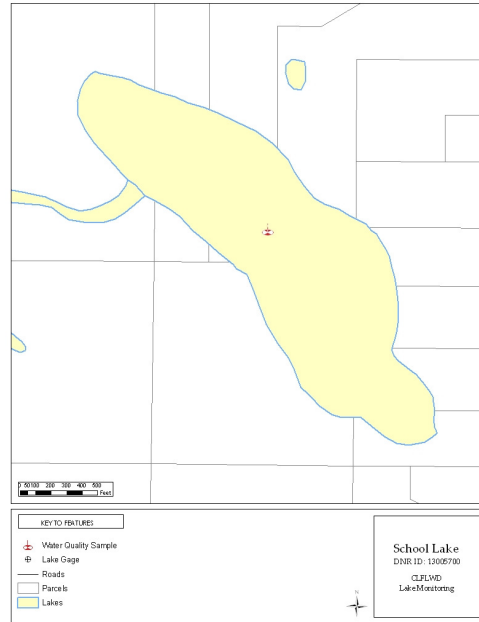 0 50100 200 300 400 500
Feet
KEY TO FEATURES
Water Quality Sample
Lake Gage
Roads
Parcels
Lakes
N
School Lake
DNR ID: 13005700
CLFLWD
Lake Monitoring